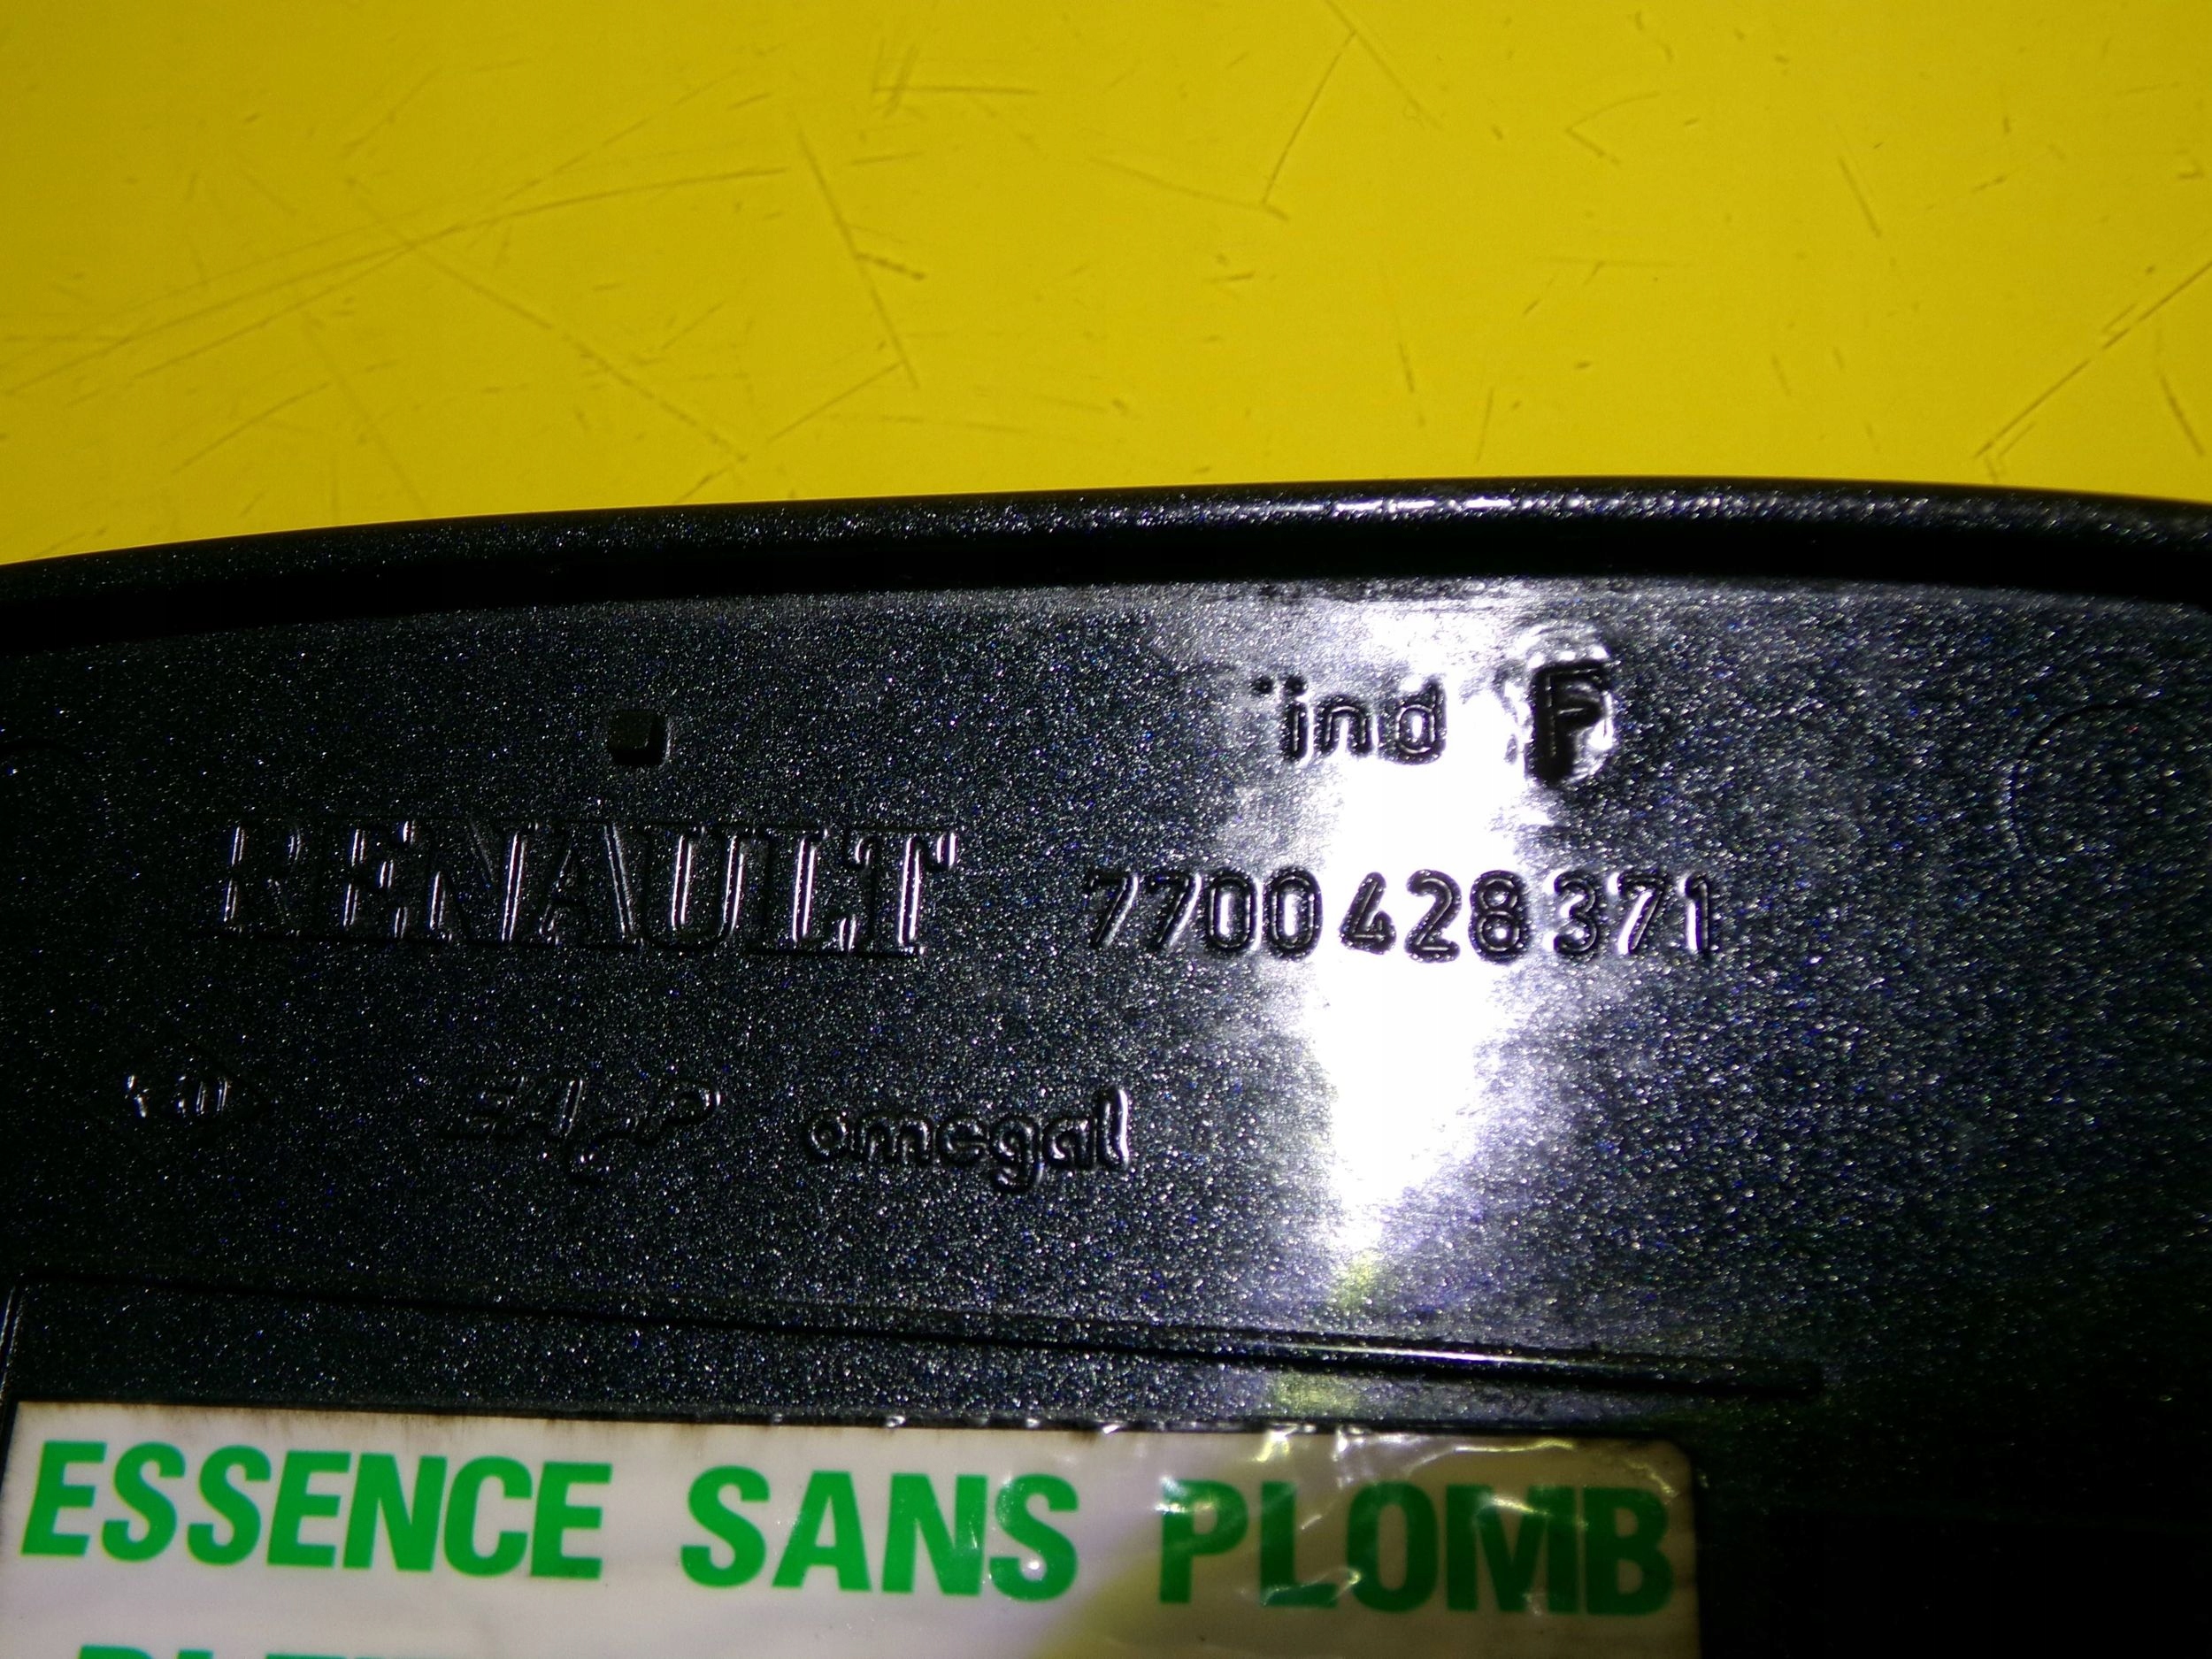 ind F
RENAULT 7700428371
omegal
ESSENCE SANS PLOMB